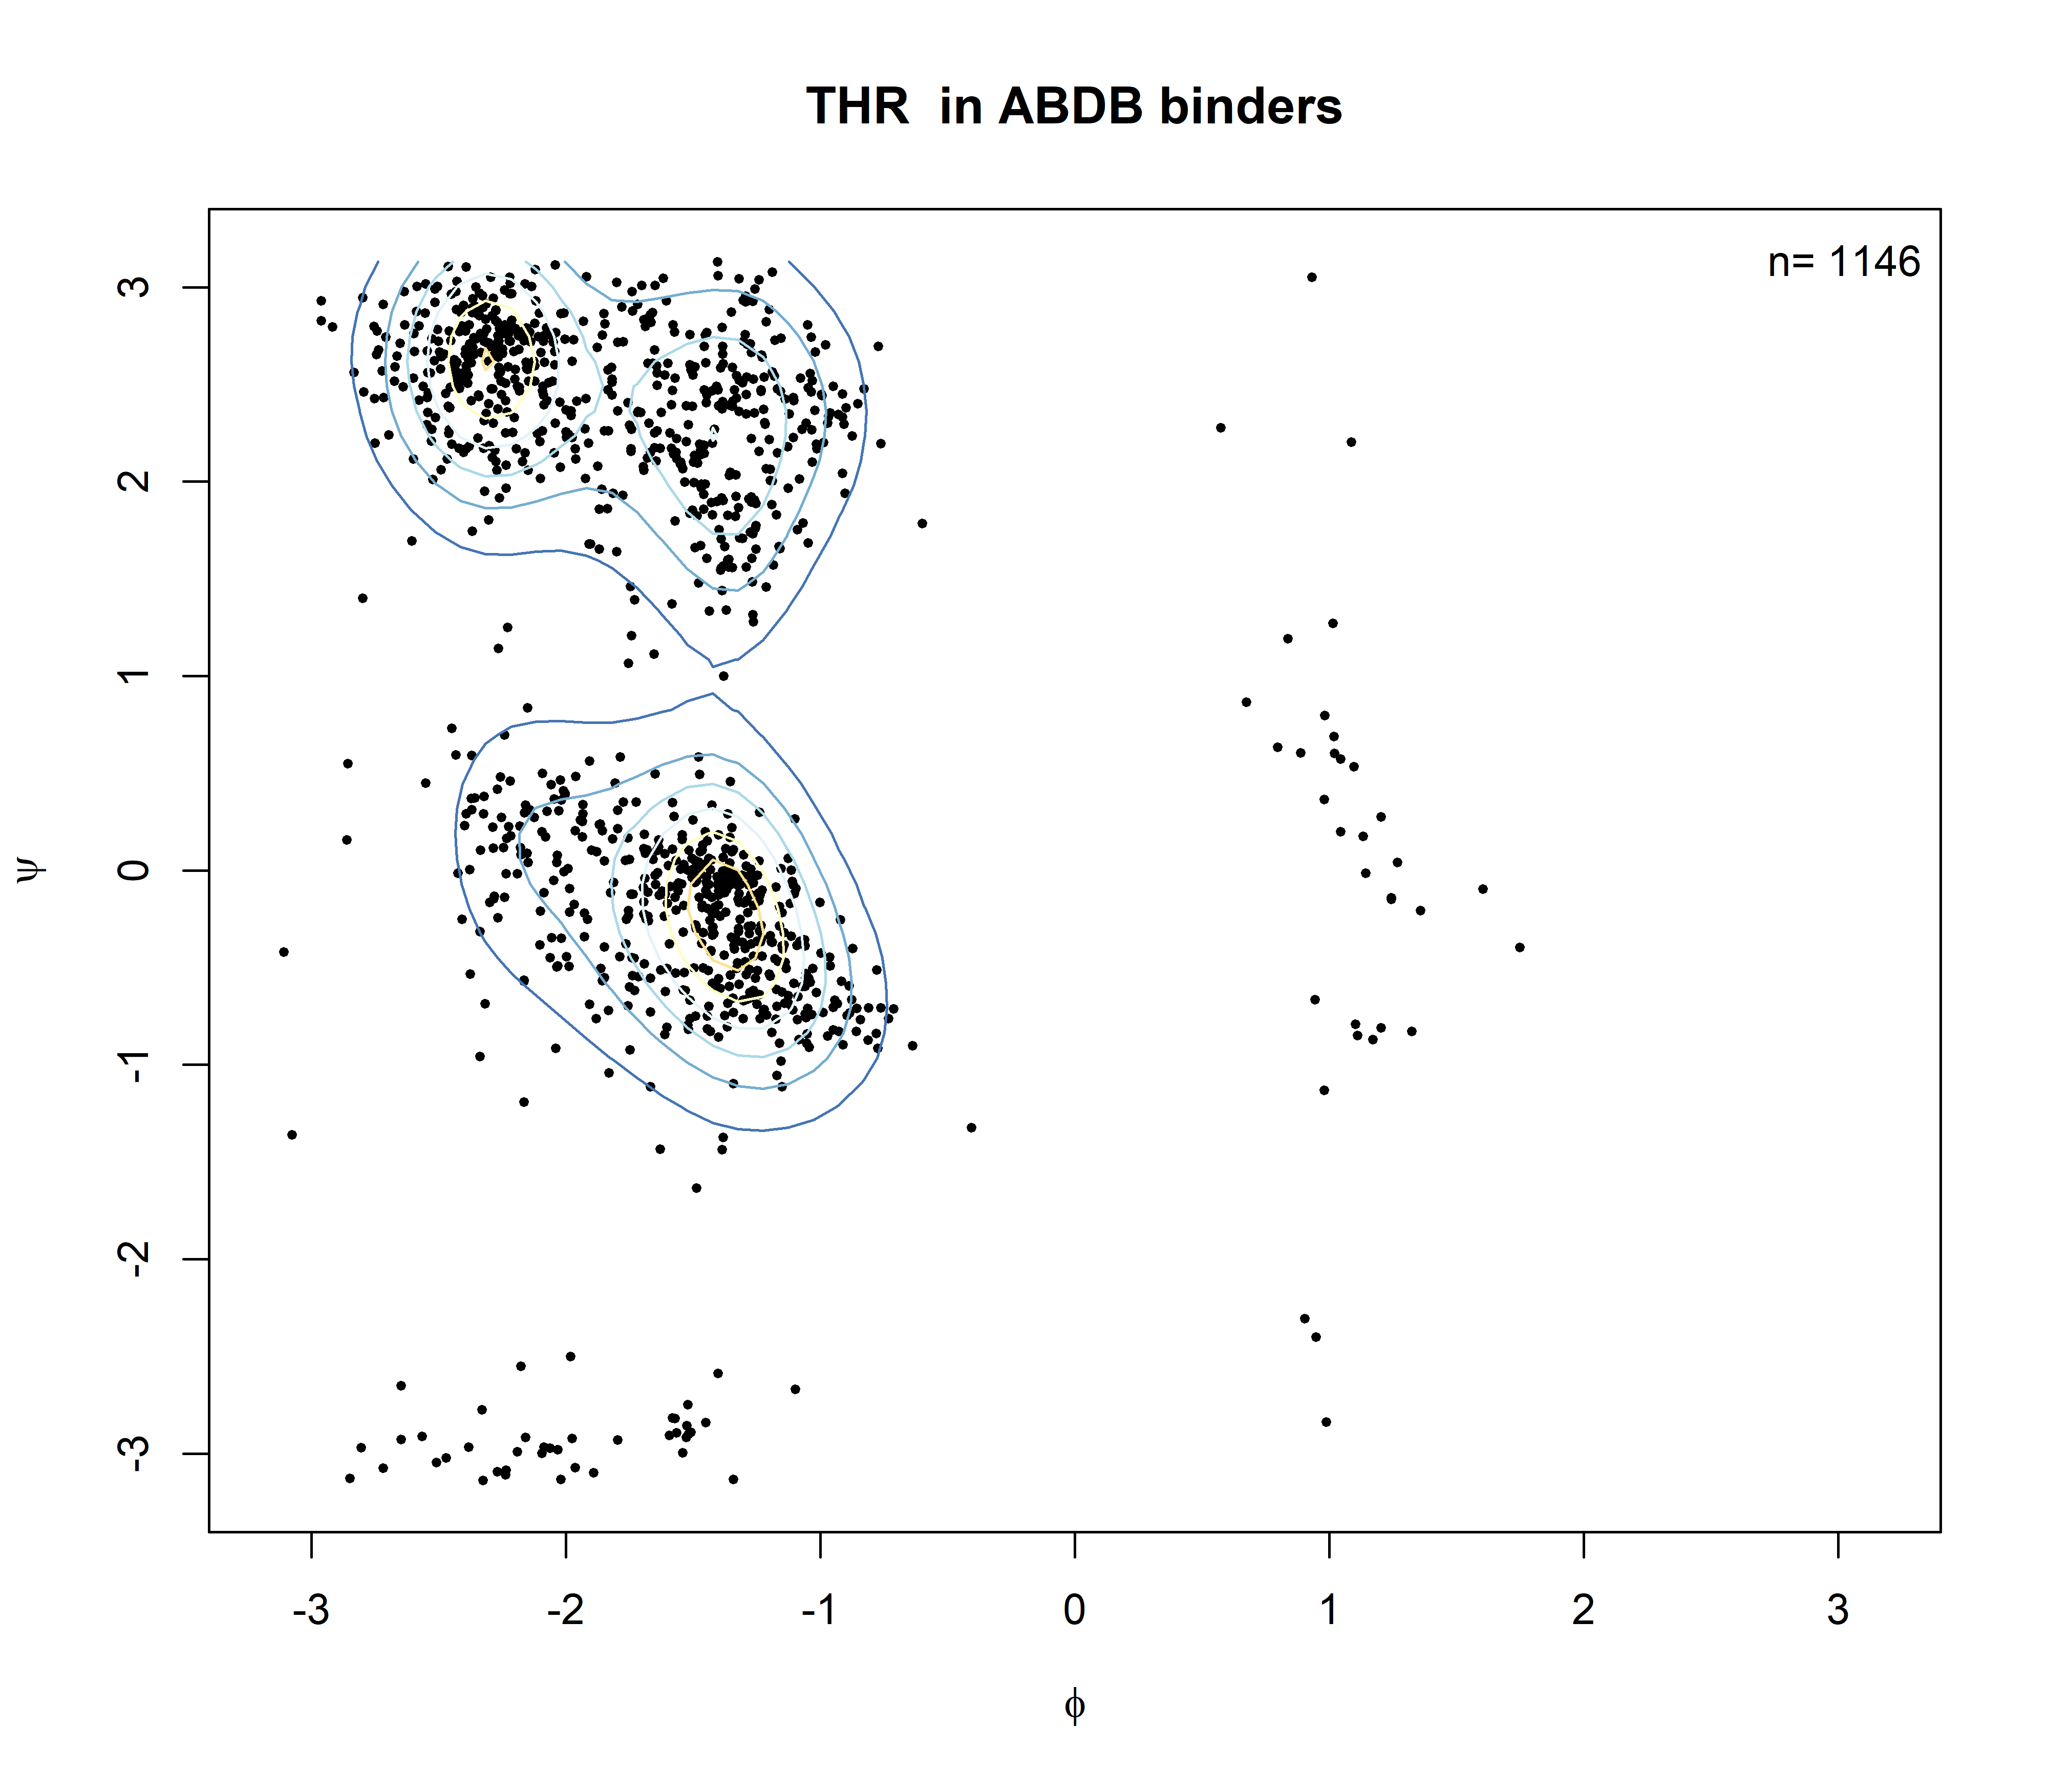 THR  in ABDB binders
n= 1146
3
2
1
0
-1
-2
-3
ψ
-3 -2 -1 0 1 2 3
ϕ